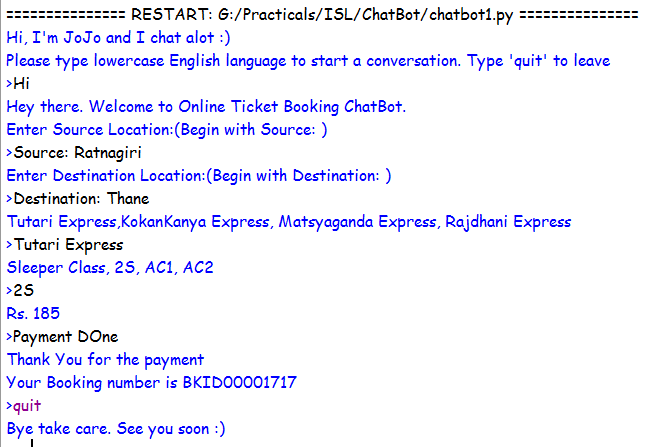 =============== RESTART: G:/Practicals/ISL/ChatBot/chatbot1.py ===============
Hi, I'm JoJo and I chat alot :)
Please type lowercase English language to start a conversation. Type 'quit' to leave
>Hi
Hey there. Welcome to Online Ticket Booking ChatBot.
Enter Source Location:(Begin with Source: )
>Source: Ratnagiri
Enter Destination Location:(Begin with Destination: )
>Destination: Thane
Tutari Express,KokanKanya Express, Matsyaganda Express, Rajdhani Express
>Tutari Express
Sleeper Class, 2S, AC1, AC2
>2S
Rs. 185
>Payment DOne
Thank You for the payment
Your Booking number is BKID00001717
>quit
Bye take care. See you soon :)